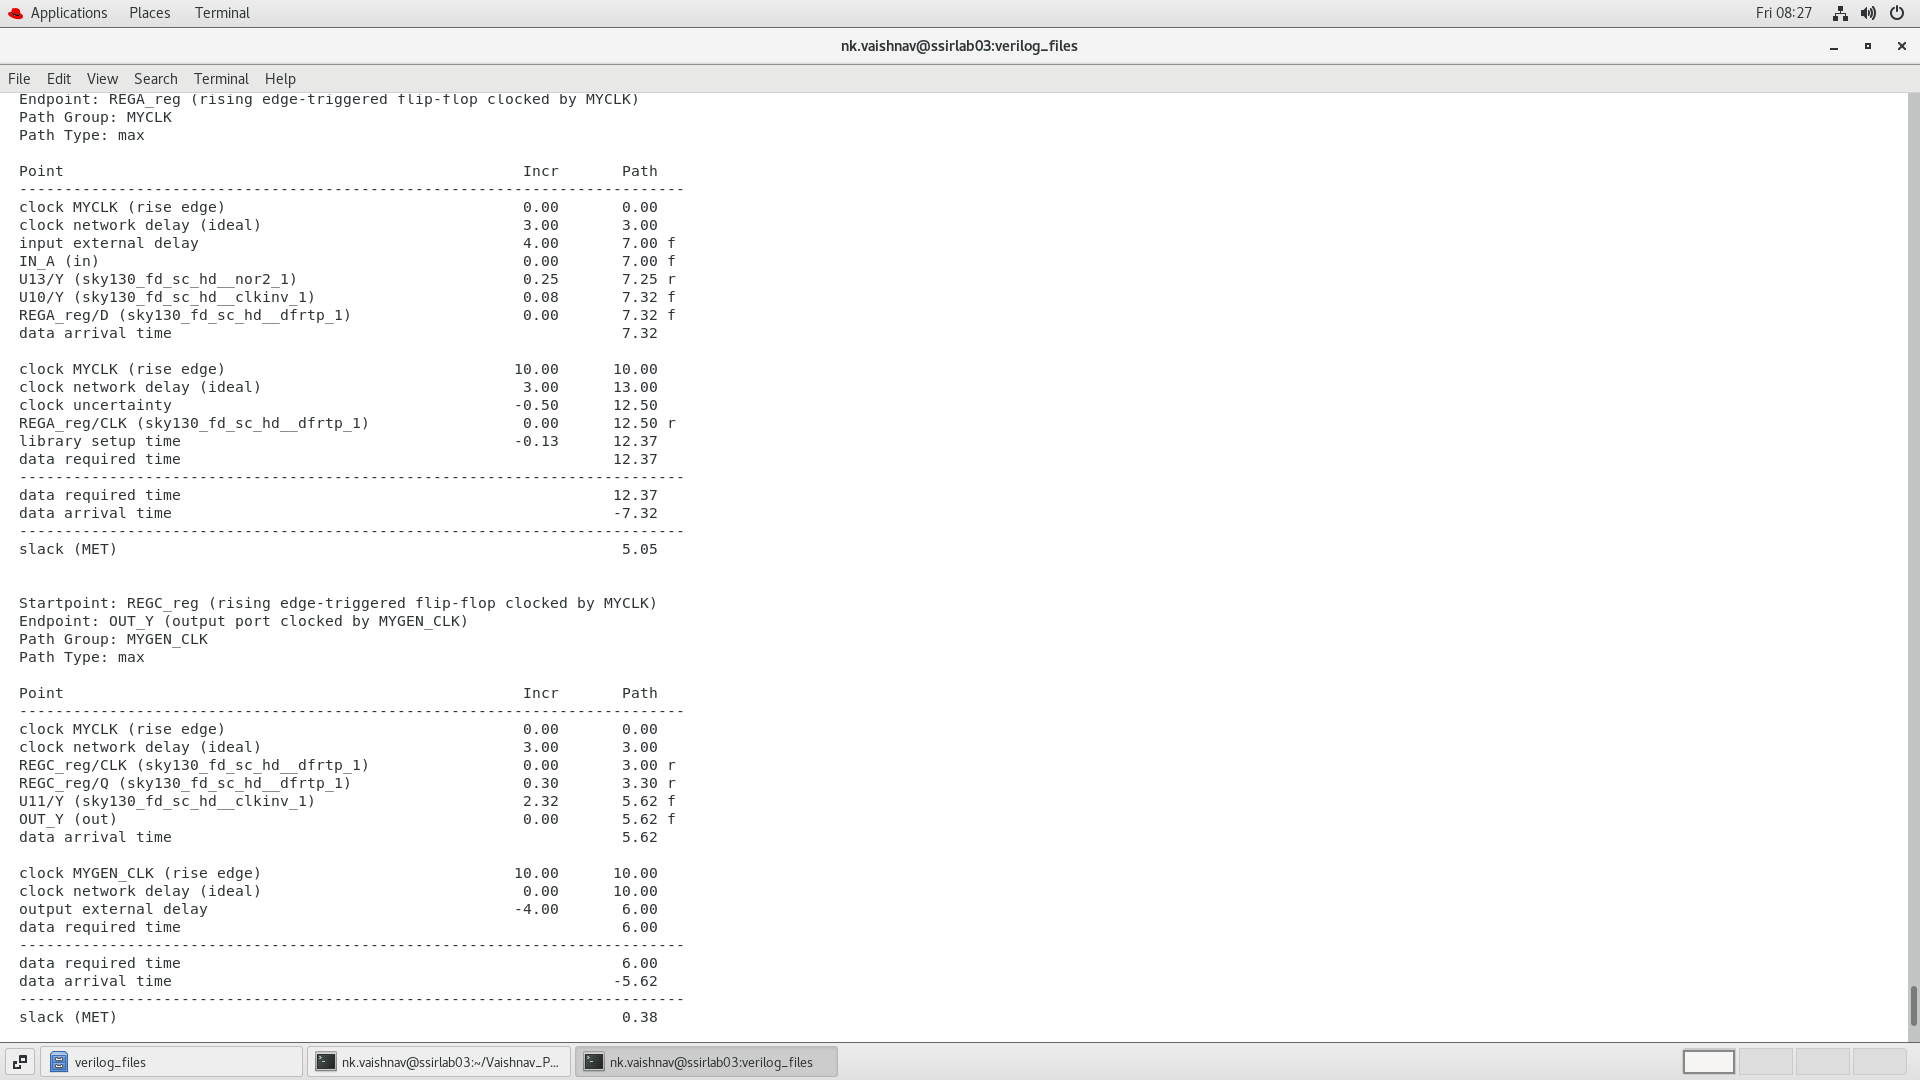 Applications Places Terminal Fri 08:27
nk.vaishnav@ssirlab03:verilog_files
File Edit View Search Terminal Help
Endpoint: REGA_reg (rising edge-triggered flip-flop clocked by MYCLK)
Path Group: MYCLK
Path Type: max
Point Incr Path
--------------------------------------------------------------------------
clock MYCLK (rise edge) 0.00 0.00
clock network delay (ideal) 3.00 3.00
input external delay 4.00 7.00 f
IN_A (in) 0.00 7.00 f
U13/Y (sky130_fd_sc_hd__nor2_1) 0.25 7.25 r
U10/Y (sky130_fd_sc_hd__clkinv_1) 0.08 7.32 f
REGA_reg/D (sky130_fd_sc_hd__dfrtp_1) 0.00 7.32 f
data arrival time 7.32
clock MYCLK (rise edge) 10.00 10.00
clock network delay (ideal) 3.00 13.00
clock uncertainty -0.50 12.50
REGA_reg/CLK (sky130_fd_sc_hd__dfrtp_1) 0.00 12.50 r
library setup time -0.13 12.37
data required time 12.37
--------------------------------------------------------------------------
data required time 12.37
data arrival time -7.32
--------------------------------------------------------------------------
slack (MET) 5.05
Startpoint: REGC_reg (rising edge-triggered flip-flop clocked by MYCLK)
Endpoint: OUT_Y (output port clocked by MYGEN_CLK)
Path Group: MYGEN_CLK
Path Type: max
Point Incr Path
--------------------------------------------------------------------------
clock MYCLK (rise edge) 0.00 0.00
clock network delay (ideal) 3.00 3.00
REGC_reg/CLK (sky130_fd_sc_hd__dfrtp_1) 0.00 3.00 r
REGC_reg/Q (sky130_fd_sc_hd__dfrtp_1) 0.30 3.30 r
U11/Y (sky130_fd_sc_hd__clkinv_1) 2.32 5.62 f
OUT_Y (out) 0.00 5.62 f
data arrival time 5.62
clock MYGEN_CLK (rise edge) 10.00 10.00
clock network delay (ideal) 0.00 10.00
output external delay -4.00 6.00
data required time 6.00
--------------------------------------------------------------------------
data required time 6.00
data arrival time -5.62
--------------------------------------------------------------------------
slack (MET) 0.38
verilog_files nk.vaishnav@ssirlab03:~/Vaishnav_P... nk.vaishnav@ssirlab03:verilog_files